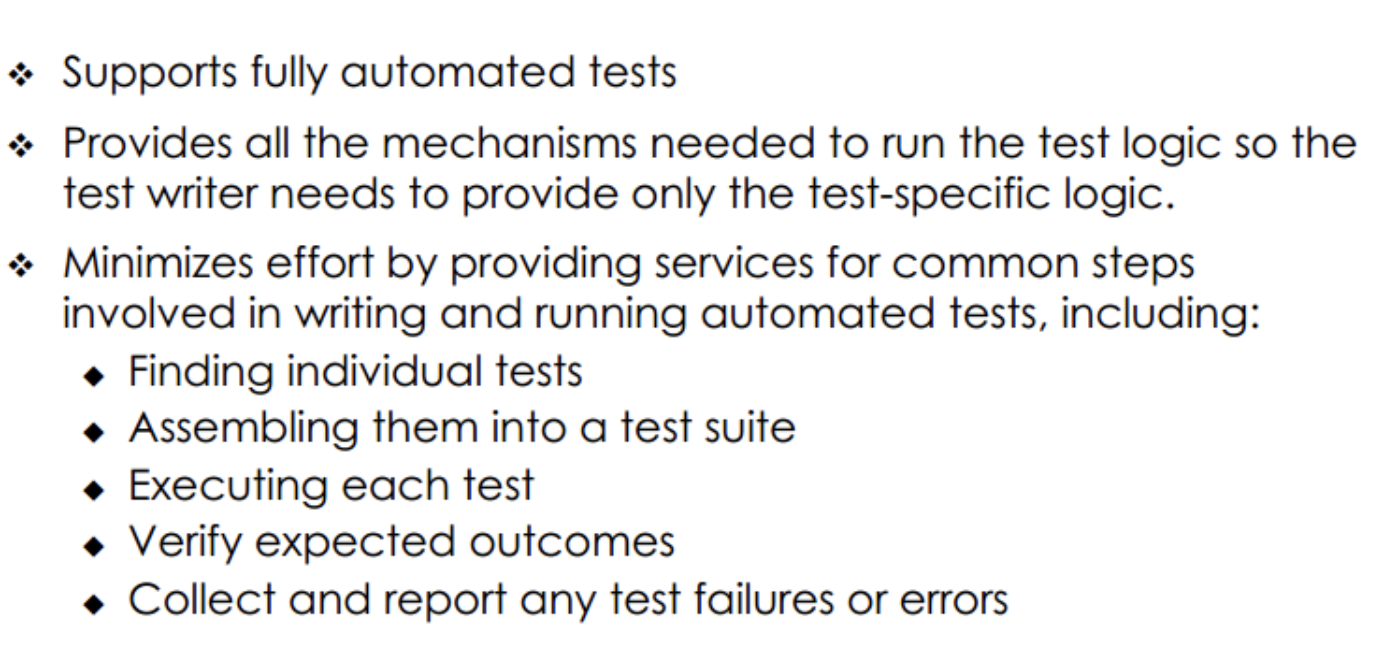 ❖ Supports fully automated tests
❖ Provides all the mechanisms needed to run the test logic so the
test writer needs to provide only the test-specific logic.
❖ Minimizes effort by providing services for common steps
involved in writing and running automated tests, including:
◆ Finding individual tests
◆ Assembling them into a test suite
◆ Executing each test
◆ Verify expected outcomes
◆ Collect and report any test failures or errors